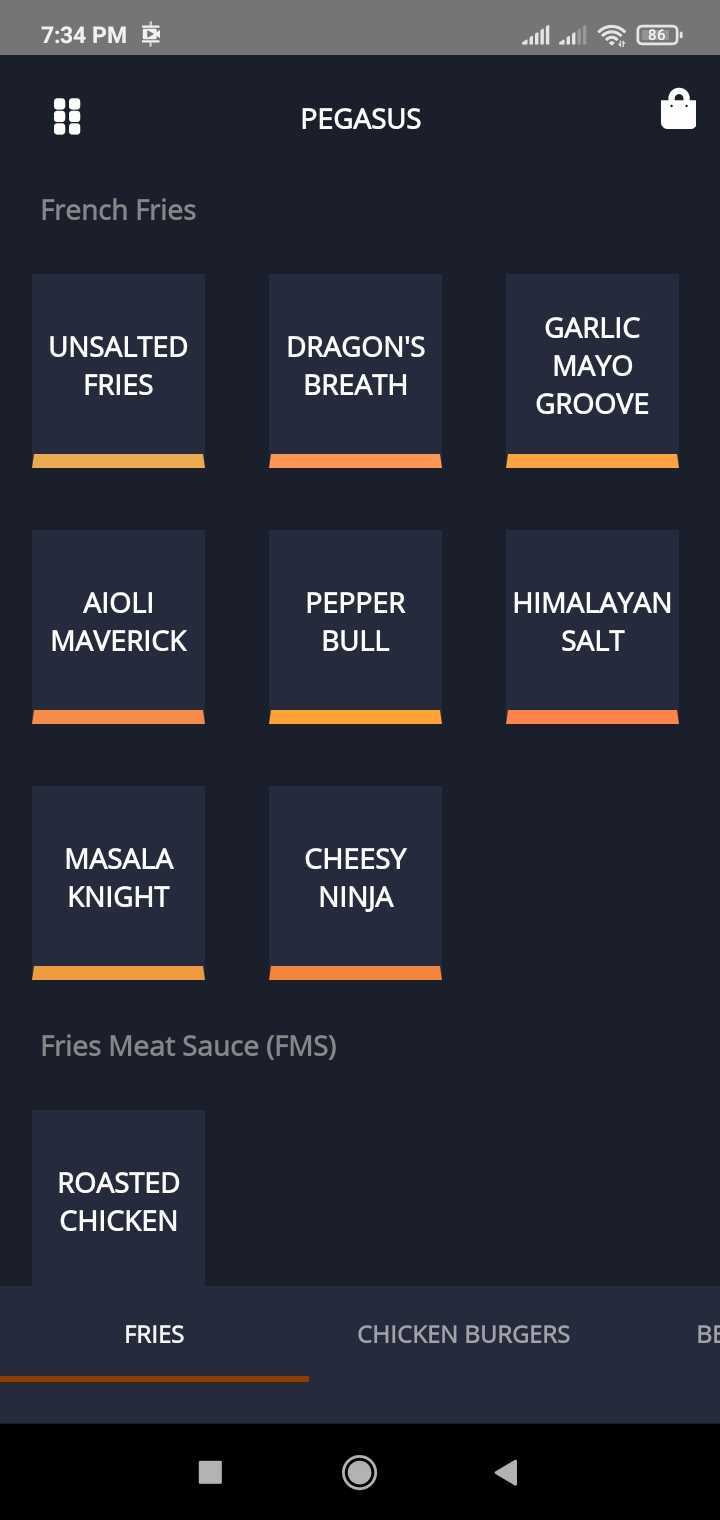 7:34 PM
86
PEGASUS
French Fries
UNSALTED
FRIES
DRAGON'S
BREATH
GARLIC
MAYO
GROOVE
AIOLI
MAVERICK
PEPPER
BULL
HIMALAYAN
SALT
MASALA
KNIGHT
CHEESY
NINJA
Fries Meat Sauce (FMS)
ROASTED
CHICKEN
FRIES
CHICKEN BURGERS
BE